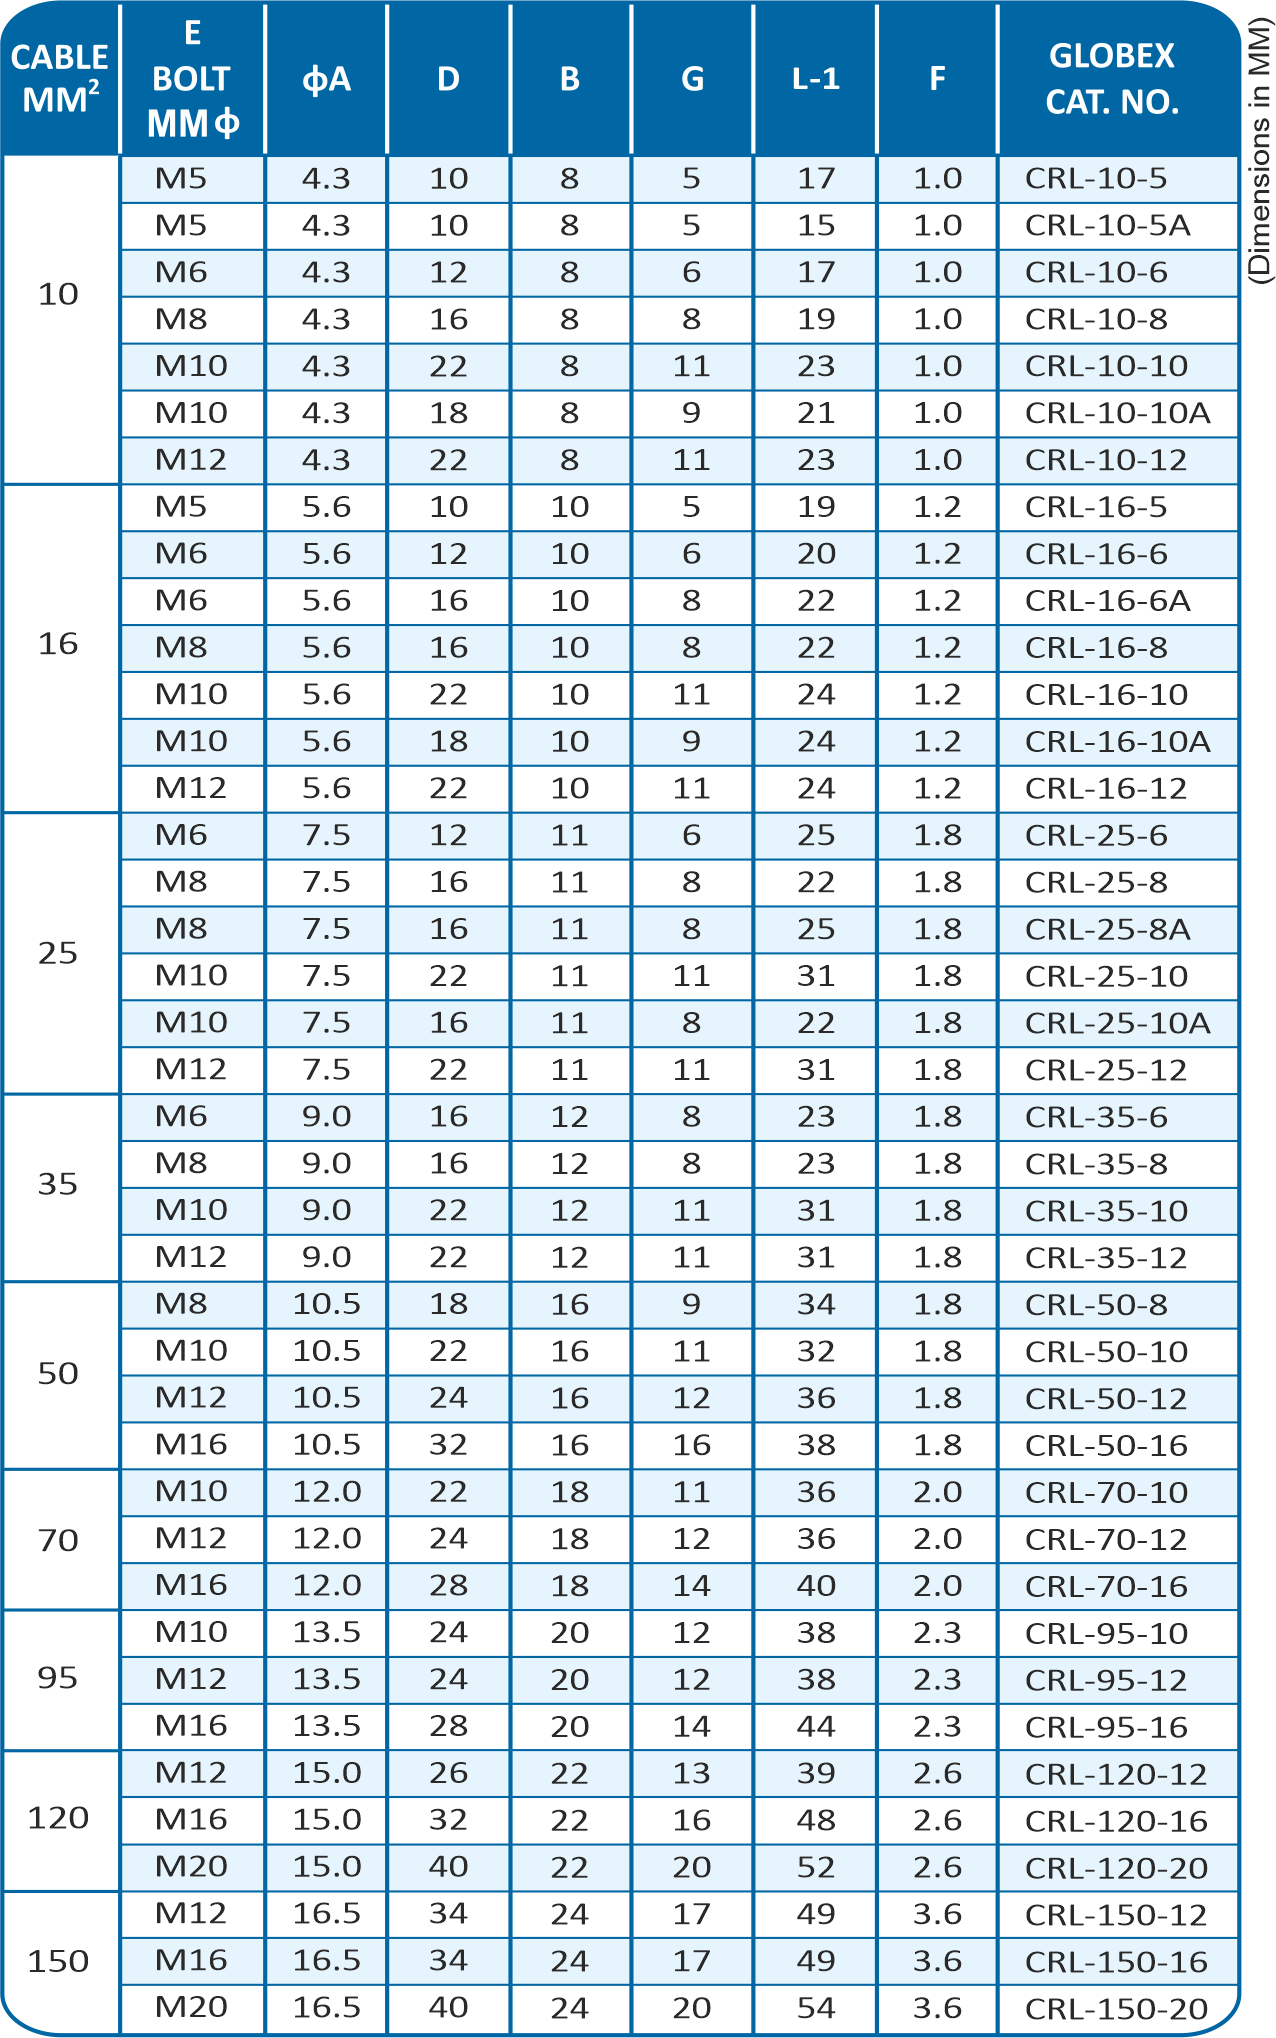 CABLE MM² E BOLT MM ϕ ϕA D B G L-1 F GLOBEX CAT. NO.
(Dimensions in MM)
10
M5 4.3 10 8 5 17 1.0 CRL-10-5
M5 4.3 10 8 5 15 1.0 CRL-10-5A
M6 4.3 12 8 6 17 1.0 CRL-10-6
M8 4.3 16 8 8 19 1.0 CRL-10-8
M10 4.3 22 8 11 23 1.0 CRL-10-10
M10 4.3 18 8 9 21 1.0 CRL-10-10A
M12 4.3 22 8 11 23 1.0 CRL-10-12
16
M5 5.6 10 10 5 19 1.2 CRL-16-5
M6 5.6 12 10 6 20 1.2 CRL-16-6
M6 5.6 16 10 8 22 1.2 CRL-16-6A
M8 5.6 16 10 8 22 1.2 CRL-16-8
M10 5.6 22 10 11 24 1.2 CRL-16-10
M10 5.6 18 10 9 24 1.2 CRL-16-10A
M12 5.6 22 10 11 24 1.2 CRL-16-12
25
M6 7.5 12 11 6 25 1.8 CRL-25-6
M8 7.5 16 11 8 22 1.8 CRL-25-8
M8 7.5 16 11 8 25 1.8 CRL-25-8A
M10 7.5 22 11 11 31 1.8 CRL-25-10
M10 7.5 16 11 8 22 1.8 CRL-25-10A
M12 7.5 22 11 11 31 1.8 CRL-25-12
35
M6 9.0 16 12 8 23 1.8 CRL-35-6
M8 9.0 16 12 8 23 1.8 CRL-35-8
M10 9.0 22 12 11 31 1.8 CRL-35-10
M12 9.0 22 12 11 31 1.8 CRL-35-12
50
M8 10.5 18 16 9 34 1.8 CRL-50-8
M10 10.5 22 16 11 32 1.8 CRL-50-10
M12 10.5 24 16 12 36 1.8 CRL-50-12
M16 10.5 32 16 16 38 1.8 CRL-50-16
70
M10 12.0 22 18 11 36 2.0 CRL-70-10
M12 12.0 24 18 12 36 2.0 CRL-70-12
M16 12.0 28 18 14 40 2.0 CRL-70-16
95
M10 13.5 24 20 12 38 2.3 CRL-95-10
M12 13.5 24 20 12 38 2.3 CRL-95-12
M16 13.5 28 20 14 44 2.3 CRL-95-16
120
M12 15.0 26 22 13 39 2.6 CRL-120-12
M16 15.0 32 22 16 48 2.6 CRL-120-16
M20 15.0 40 22 20 52 2.6 CRL-120-20
150
M12 16.5 34 24 17 49 3.6 CRL-150-12
M16 16.5 34 24 17 49 3.6 CRL-150-16
M20 16.5 40 24 20 54 3.6 CRL-150-20